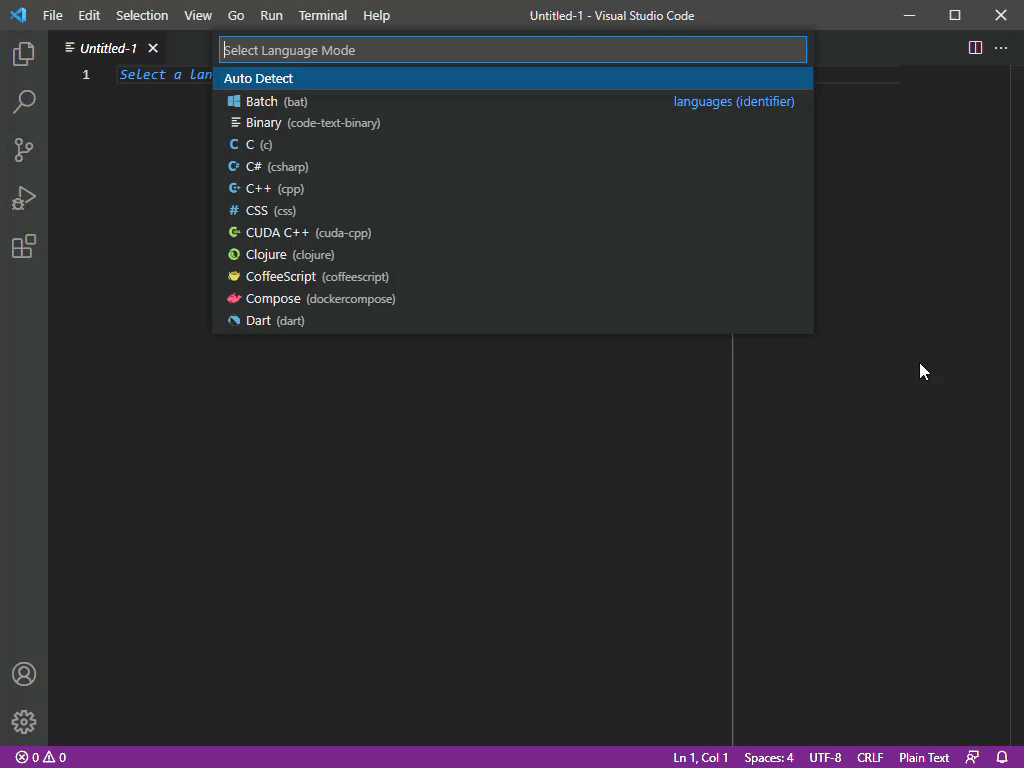 File Edit Selection View Go Run Terminal Help Untitled-1 - Visual Studio Code
Untitled-1
Select Language Mode
1 Select a lan
Auto Detect
Batch (bat) languages (identifier)
Binary (code-text-binary)
C (c)
C# (csharp)
C++ (cpp)
CSS (css)
CUDA C++ (cuda-cpp)
Clojure (clojure)
CoffeeScript (coffeescript)
Compose (dockercompose)
Dart (dart)
0 0 Ln 1, Col 1 Spaces: 4 UTF-8 CRLF Plain Text